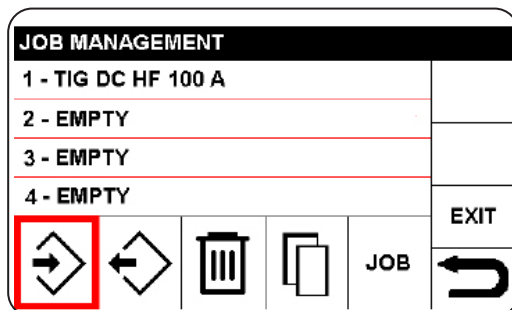 JOB MANAGEMENT
1 - TIG DC HF 100 A
2 - EMPTY
3 - EMPTY
4 - EMPTY
EXIT
JOB